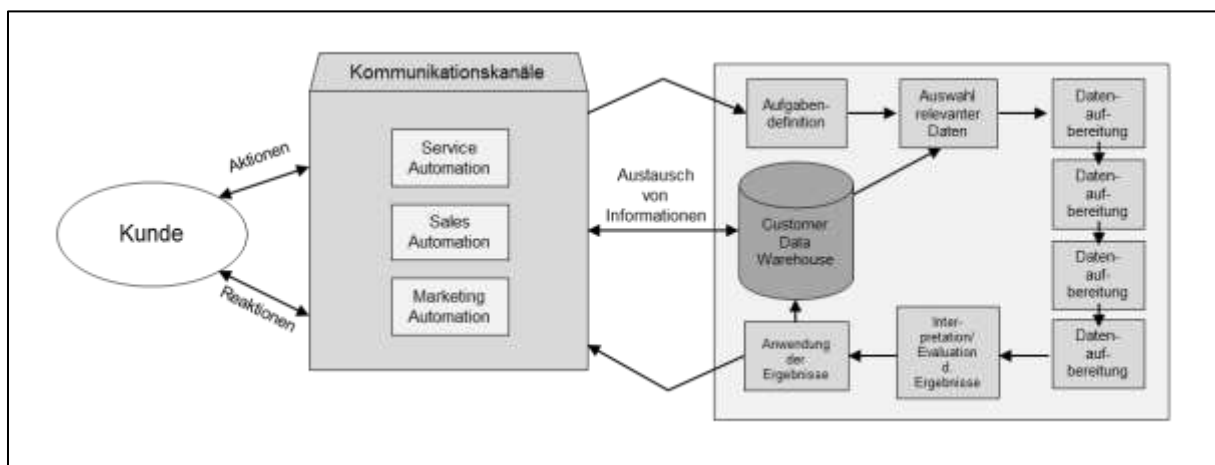 Kommunikationskanäle
Service
Automation
Sales
Automation
Marketing
Automation
Aktionen
Kunde
Reaktionen
Austausch
von
Informationen
Aufgaben-
definition
Auswahl
relevanter
Daten
Daten-
auf-
bereitung
Daten-
auf-
bereitung
Daten-
auf-
bereitung
Daten-
auf-
bereitung
Customer
Data
Warehouse
Inter-
pretation/
Evaluation
d.
Ergebnisse
Anwendung
der
Ergebnisse